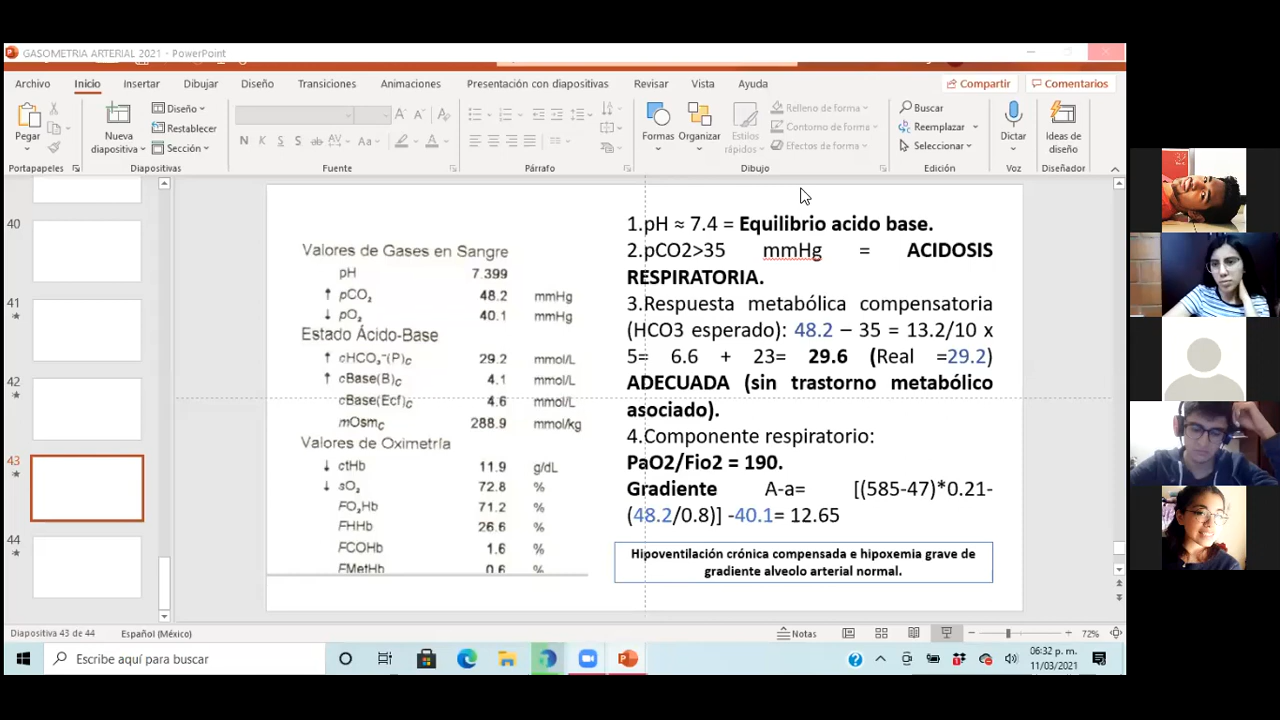 GASOMETRIA ARTERIAL 2021 - PowerPoint
Archivo Inicio Insertar Dibujar Diseño Transiciones Animaciones Presentación con diapositivas Revisar Vista Ayuda Compartir Comentarios
Pegar
Nueva diapositiva
Diseño
Restablecer
Sección
N K S S ab AV Aa A
Formas
Organizar
Estilos rápidos
Relleno de forma
Contorno de forma
Efectos de forma
Buscar
Reemplazar
Seleccionar
Dictar
Ideas de diseño
Portapapeles Diapositivas Fuente Párrafo Dibujo Edición Voz Diseñador
40
41
42
43
44
Valores de Gases en Sangre
pH 7.399
↑ pCO₂ 48.2 mmHg
↓ pO₂ 40.1 mmHg
Estado Ácido-Base
↑ cHCO₃⁻(P)c 29.2 mmol/L
↑ cBase(B)c 4.1 mmol/L
cBase(Ecf)c 4.6 mmol/L
mOsmc 288.9 mmol/kg
Valores de Oximetría
↓ ctHb 11.9 g/dL
↓ sO₂ 72.8 %
FO₂Hb 71.2 %
FHHb 26.6 %
FCOHb 1.6 %
FMetHb 0.6 %
1.pH ≈ 7.4 = Equilibrio acido base.
2.pCO2>35 mmHg = ACIDOSIS
RESPIRATORIA.
3.Respuesta metabólica compensatoria
(HCO3 esperado): 48.2 – 35 = 13.2/10 x
5= 6.6 + 23= 29.6 (Real =29.2)
ADECUADA (sin trastorno metabólico
asociado).
4.Componente respiratorio:
PaO2/Fio2 = 190.
Gradiente A-a= [(585-47)*0.21-
(48.2/0.8)] -40.1= 12.65
Hipoventilación crónica compensada e hipoxemia grave de
gradiente alveolo arterial normal.
Diapositiva 43 de 44 Español (México) Notas 72%
Escribe aquí para buscar
06:32 p. m.
11/03/2021